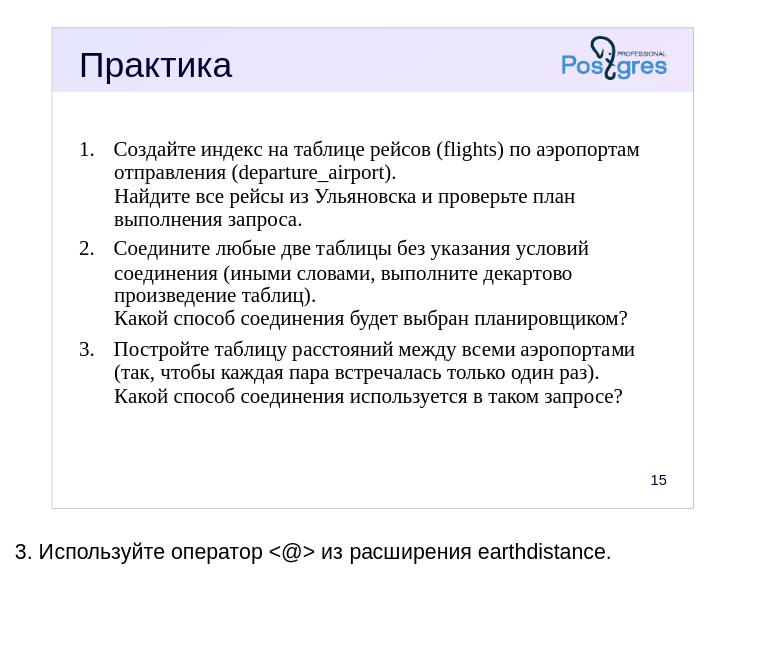 Практика
PROFESSIONAL
Postgres
1. Создайте индекс на таблице рейсов (flights) по аэропортам
отправления (departure_airport).
Найдите все рейсы из Ульяновска и проверьте план
выполнения запроса.
2. Соедините любые две таблицы без указания условий
соединения (иными словами, выполните декартово
произведение таблиц).
Какой способ соединения будет выбран планировщиком?
3. Постройте таблицу расстояний между всеми аэропортами
(так, чтобы каждая пара встречалась только один раз).
Какой способ соединения используется в таком запросе?
15
3. Используйте оператор <@> из расширения earthdistance.